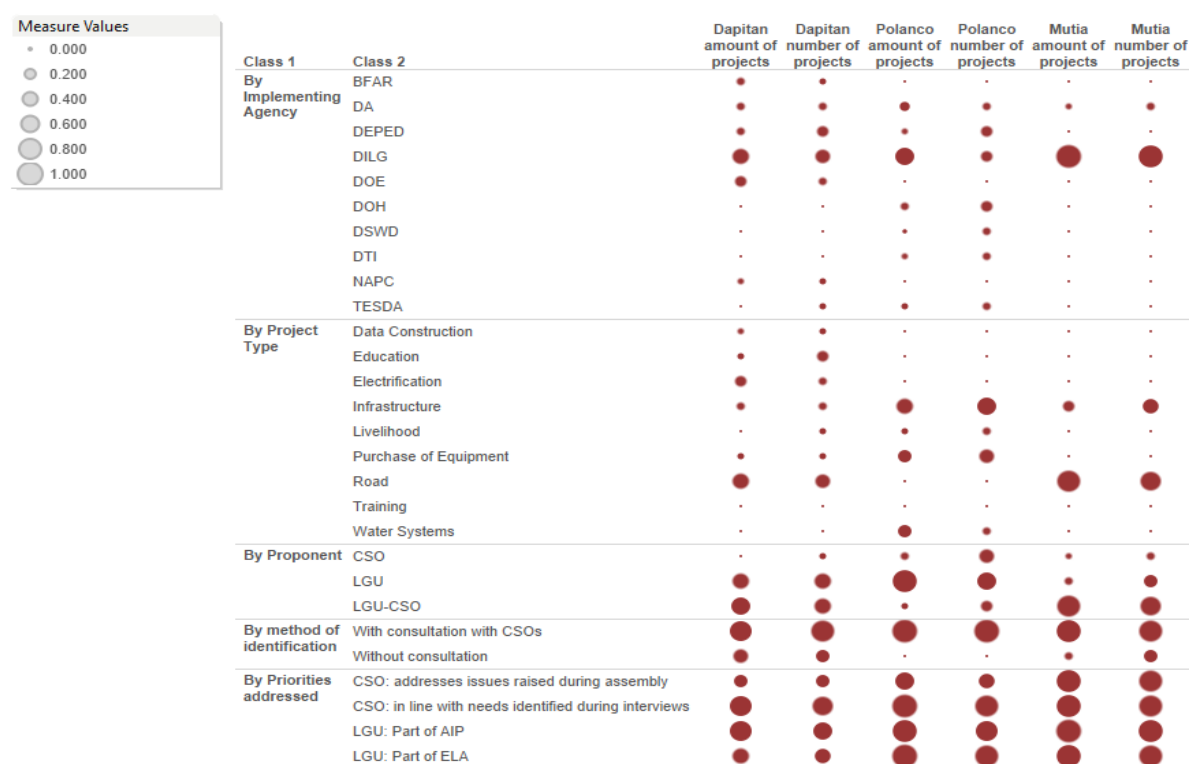 Measure Values
0.000
0.200
0.400
0.600
0.800
1.000
Dapitan Dapitan Polanco Polanco Mutia Mutia
amount of number of amount of number of amount of number of
Class 1 Class 2 projects projects projects projects projects projects
By BFAR
Implementing DA
Agency
DEPED
DILG
DOE
DOH
DSWD
DTI
NAPC
TESDA
By Project Data Construction
Type
Education
Electrification
Infrastructure
Livelihood
Purchase of Equipment
Road
Training
Water Systems
By Proponent CSO
LGU
LGU-CSO
By method of With consultation with CSOs
identification Without consultation
By Priorities CSO: addresses issues raised during assembly
addressed CSO: in line with needs identified during interviews
LGU: Part of AIP
LGU: Part of ELA